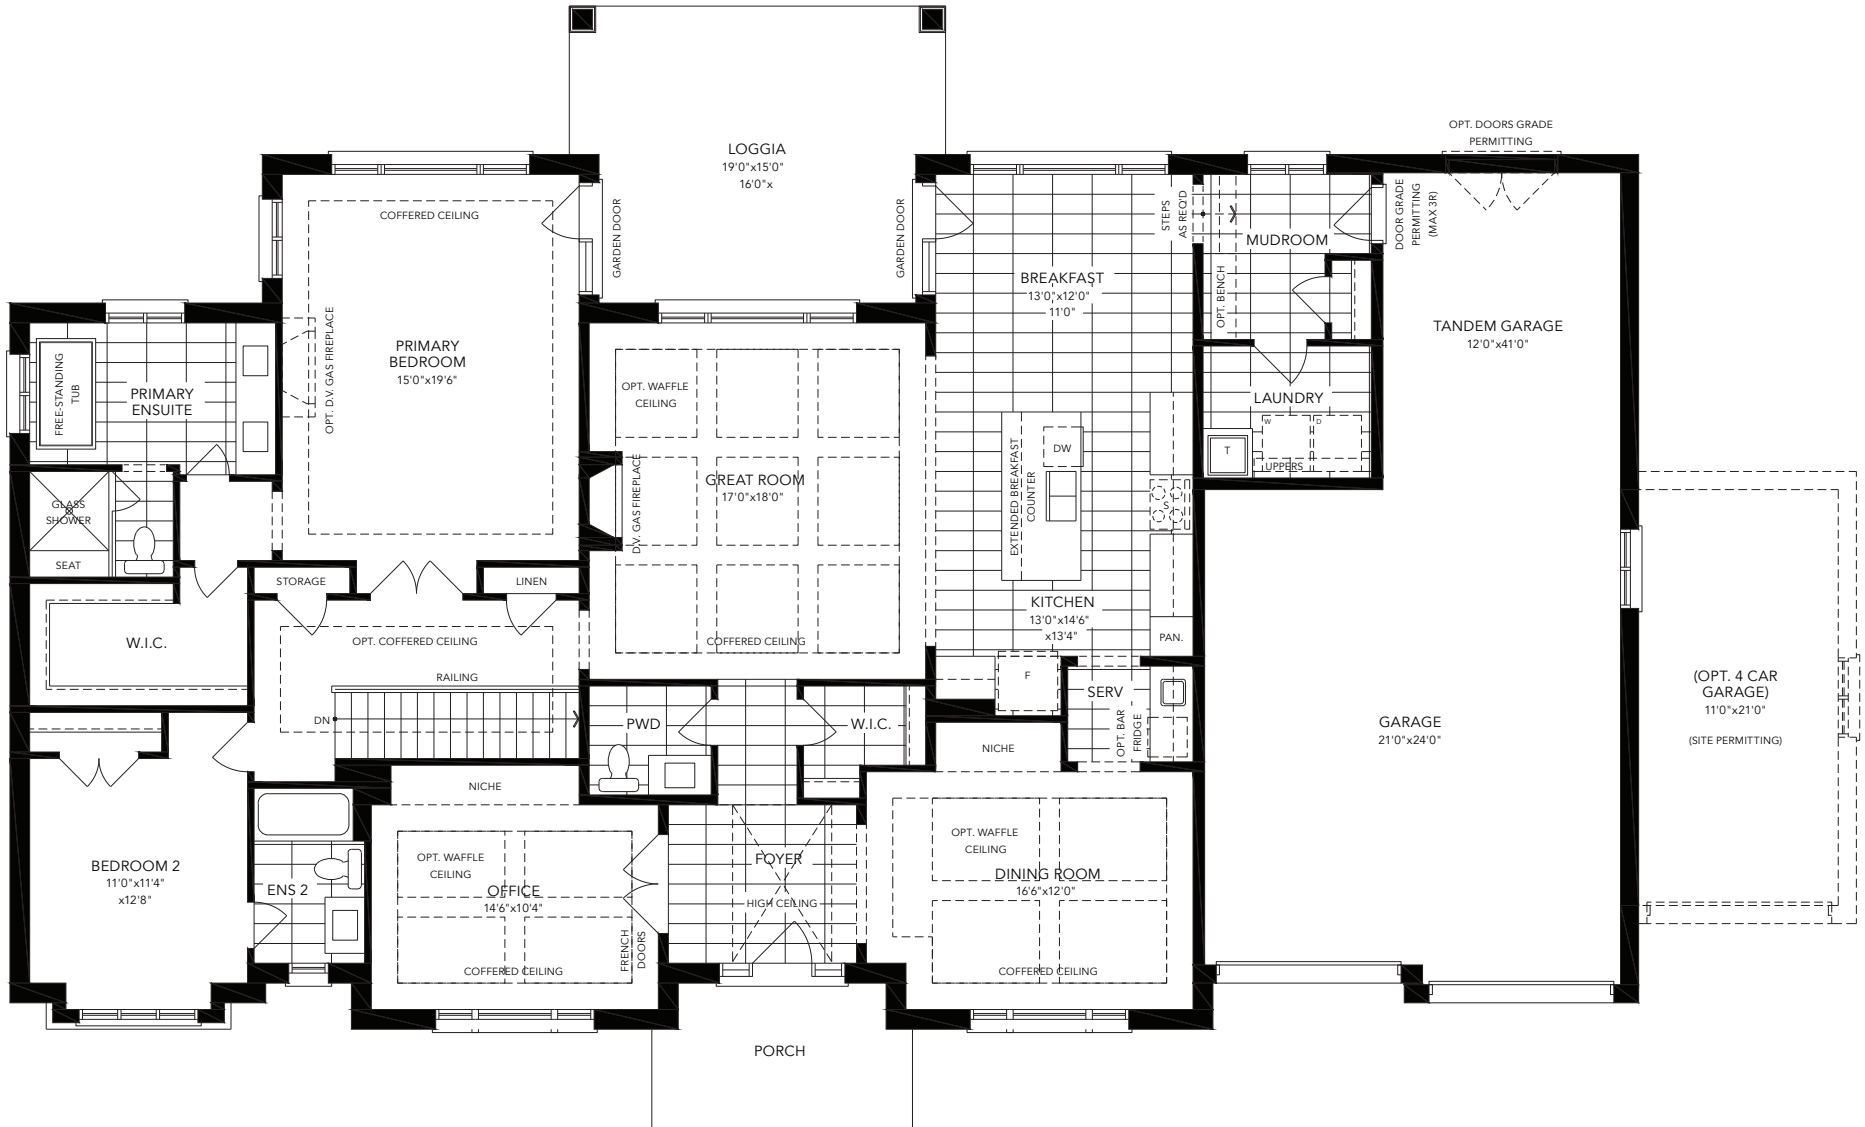 OPT. DOORS GRADE
PERMITTING
LOGGIA
19'0"x15'0"
16'0"x
COFFERED CEILING
GARDEN DOOR
GARDEN DOOR
STEPS
AS REQ'D
DOOR GRADE
PERMITTING
(MAX 3R)
MUDROOM
OPT. BENCH
BREAKFAST
13'0"x12'0"
11'0"
TANDEM GARAGE
12'0"x41'0"
PRIMARY
BEDROOM
15'0"x19'6"
OPT. D.V. GAS FIREPLACE
FREE-STANDING
TUB
PRIMARY
ENSUITE
OPT. WAFFLE
CEILING
LAUNDRY
W
D
T
UPPERS
DW
EXTENDED BREAKFAST
COUNTER
GREAT ROOM
17'0"x18'0"
D.V. GAS FIREPLACE
S
GLASS
SHOWER
SEAT
STORAGE
LINEN
KITCHEN
13'0"x14'6"
x13'4"
PAN.
W.I.C.
OPT. COFFERED CEILING
COFFERED CEILING
RAILING
F
SERV
(OPT. 4 CAR
GARAGE)
11'0"x21'0"
(SITE PERMITTING)
DN
PWD
W.I.C.
OPT. BAR
FRIDGE
GARAGE
21'0"x24'0"
NICHE
NICHE
OPT. WAFFLE
CEILING
OPT. WAFFLE
CEILING
FOYER
HIGH CEILING
BEDROOM 2
11'0"x11'4"
x12'8"
ENS 2
OFFICE
14'6"x10'4"
DINING ROOM
16'6"x12'0"
FRENCH
DOORS
COFFERED CEILING
COFFERED CEILING
PORCH